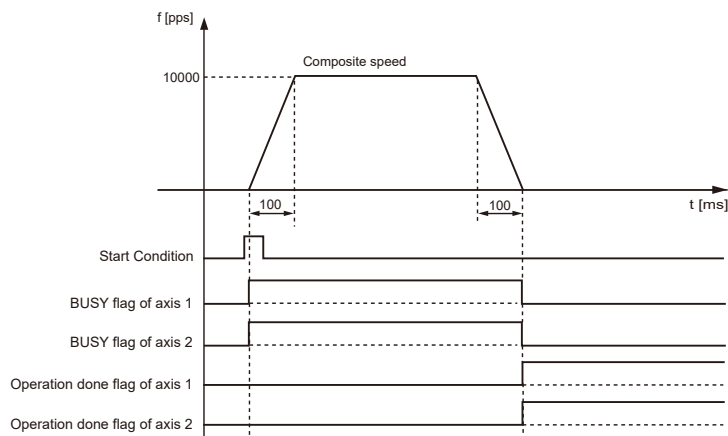 f [pps]
Composite speed
10000
t [ms]
100
100
Start Condition
BUSY flag of axis 1
BUSY flag of axis 2
Operation done flag of axis 1
Operation done flag of axis 2